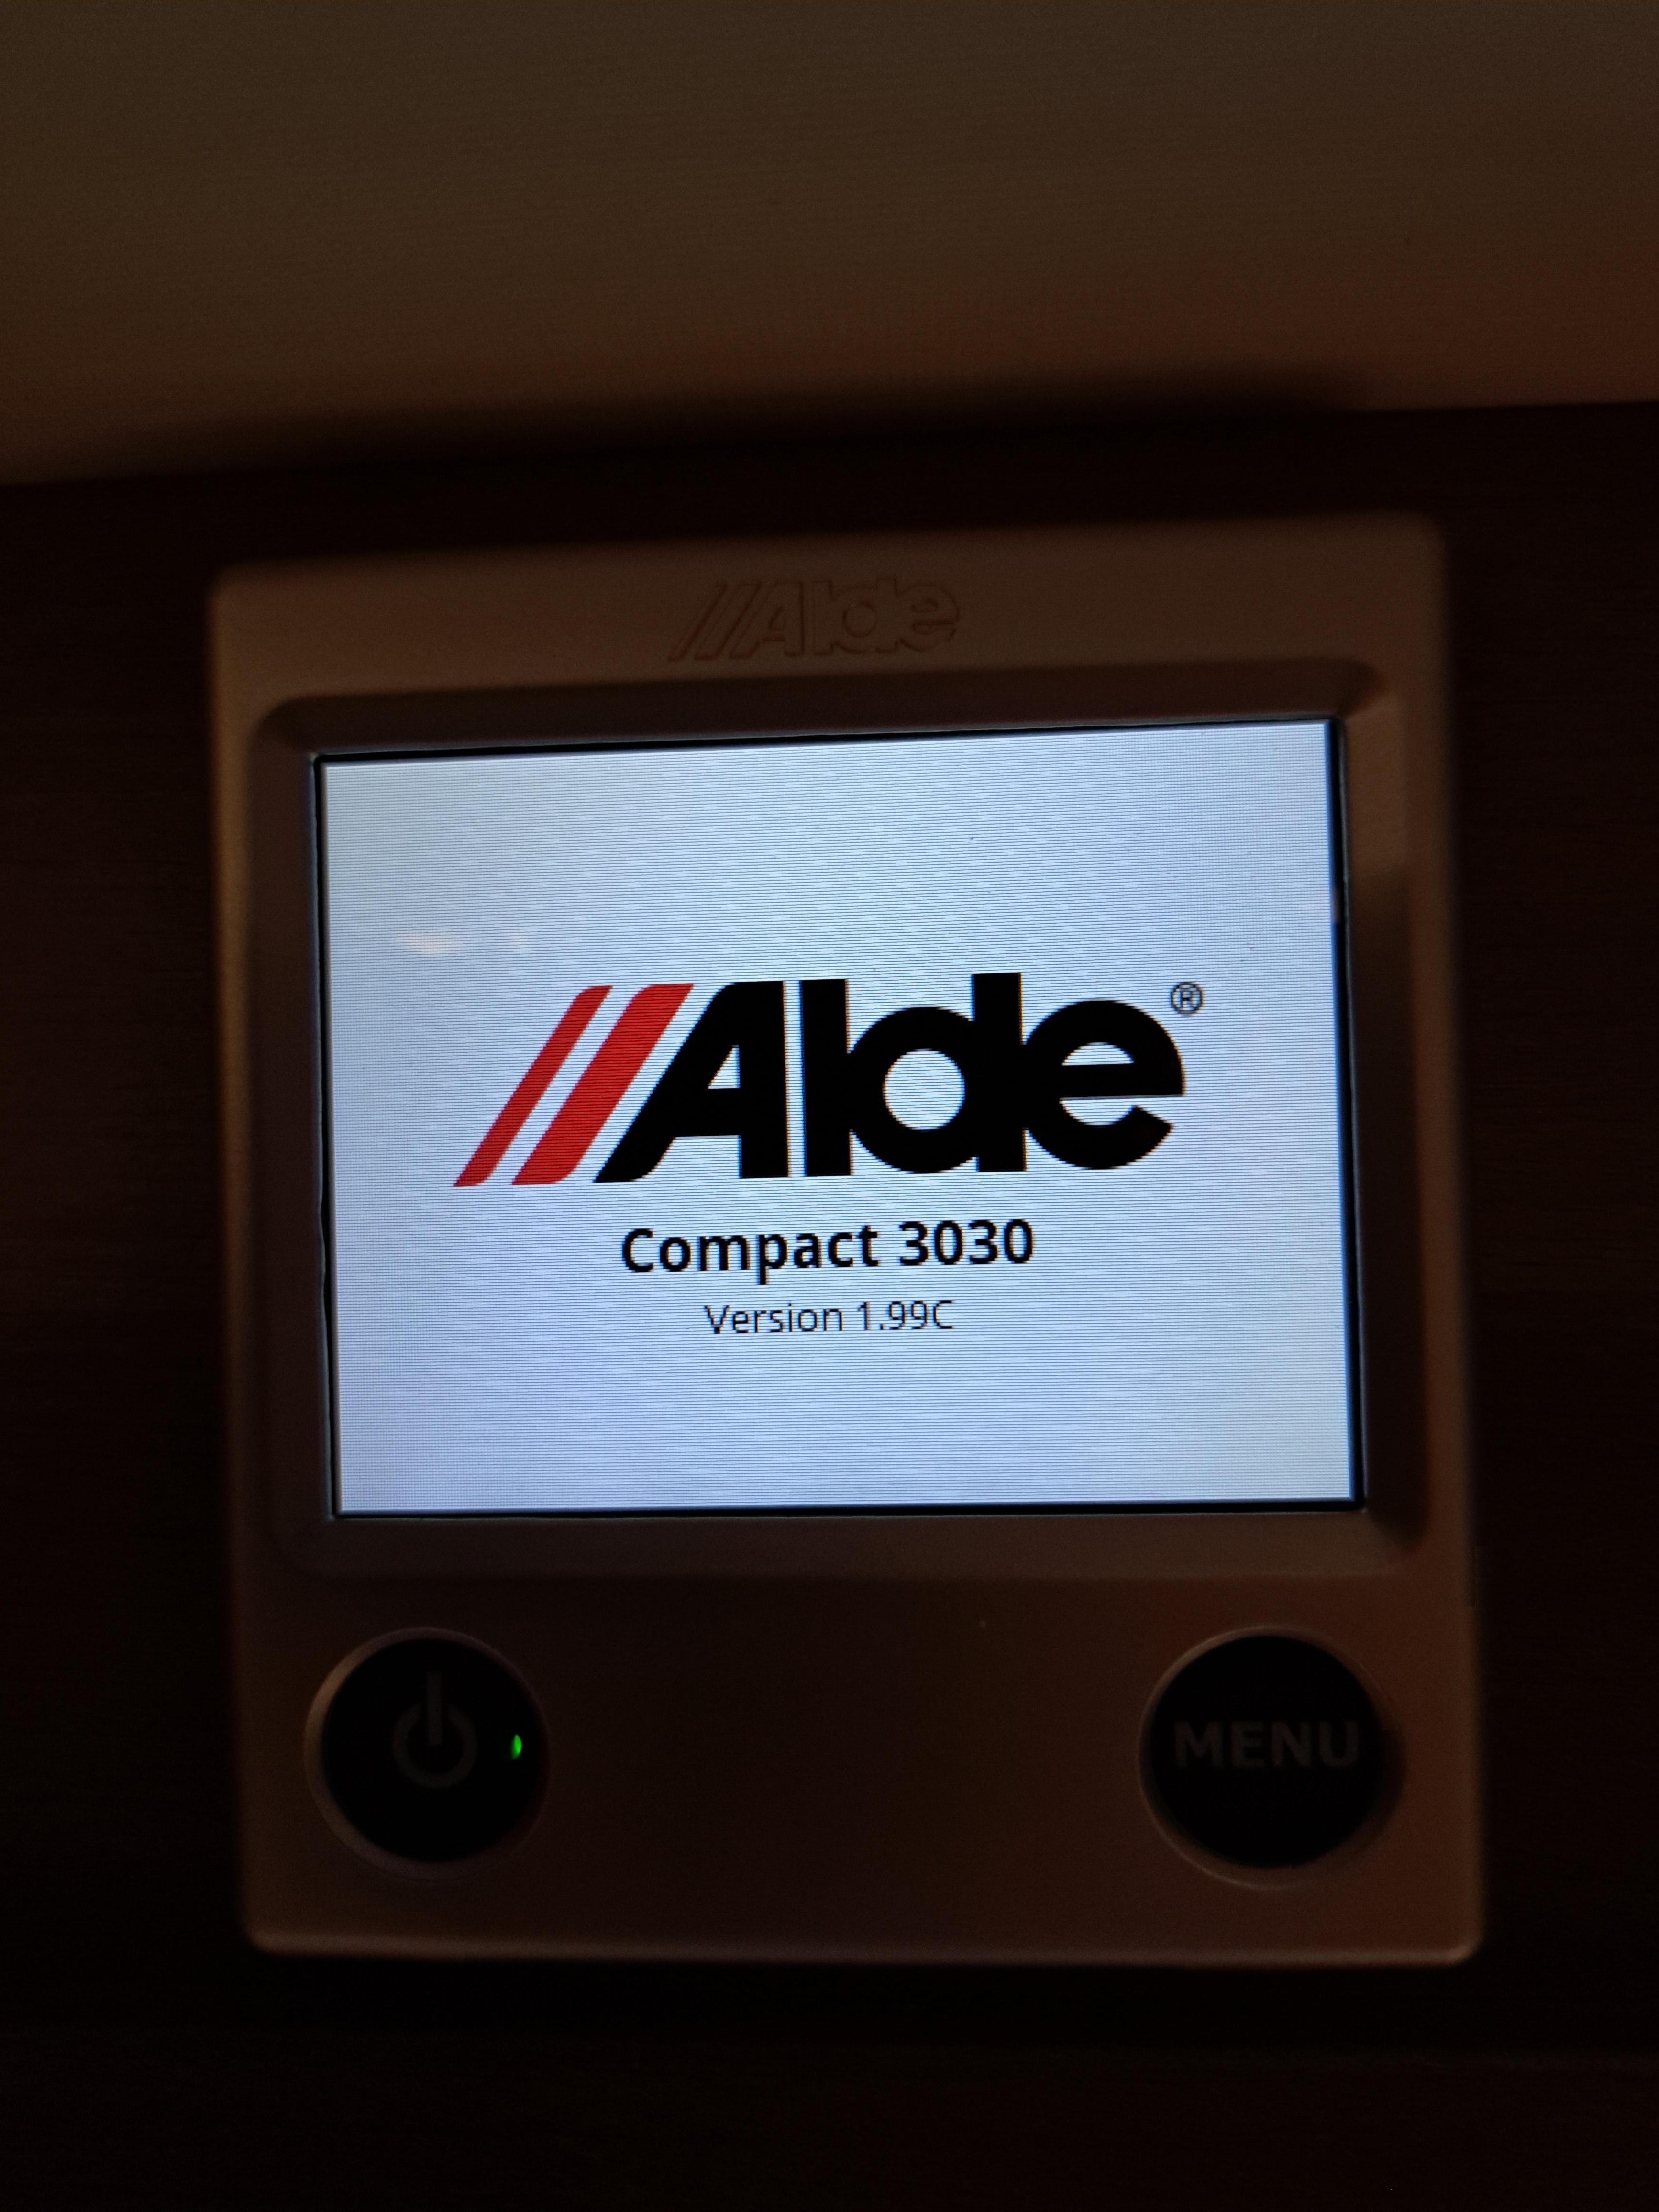 Alde
Alde®
Compact 3030
Version 1.99C
MENU